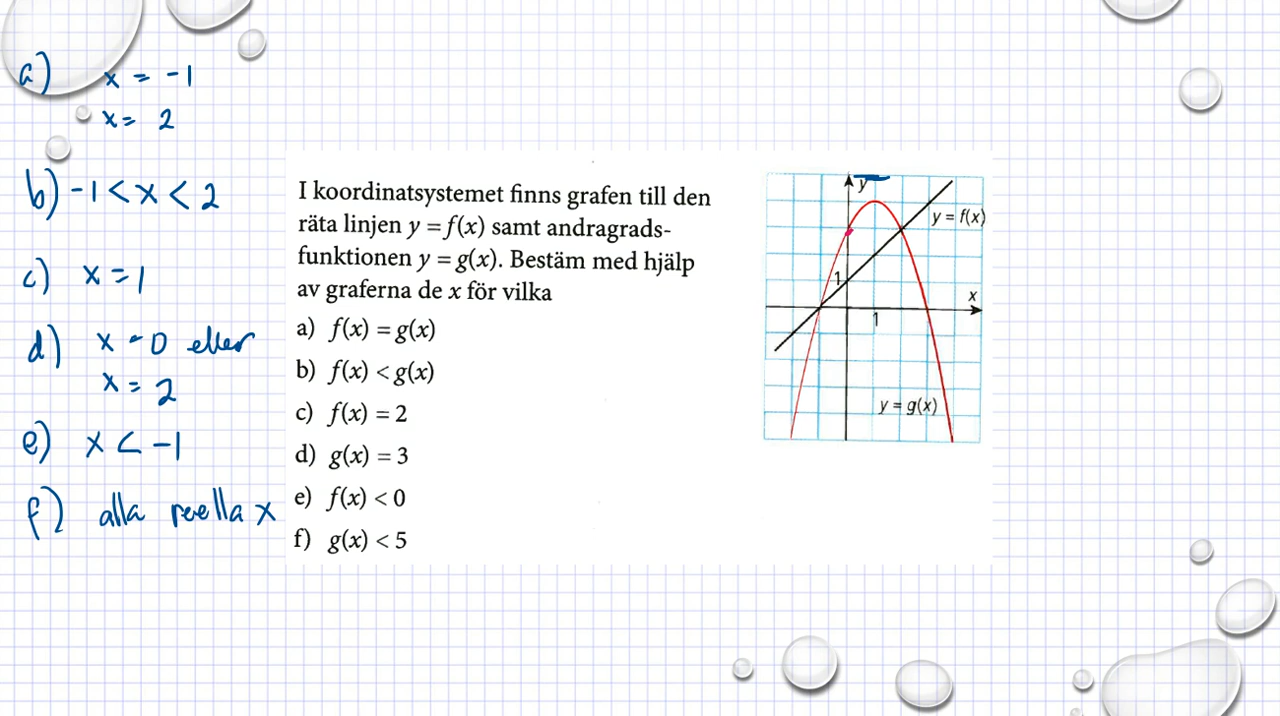 a) x = -1
x = 2
b) -1 < x < 2
c) x = 1
d) x = 0 eller
x = 2
e) x < -1
f) alla reella x
I koordinatsystemet finns grafen till den
räta linjen y = f(x) samt andragrads-
funktionen y = g(x). Bestäm med hjälp
av graferna de x för vilka
a) f(x) = g(x)
b) f(x) < g(x)
c) f(x) = 2
d) g(x) = 3
e) f(x) < 0
f) g(x) < 5
y
y = f(x)
1
x
1
y = g(x)